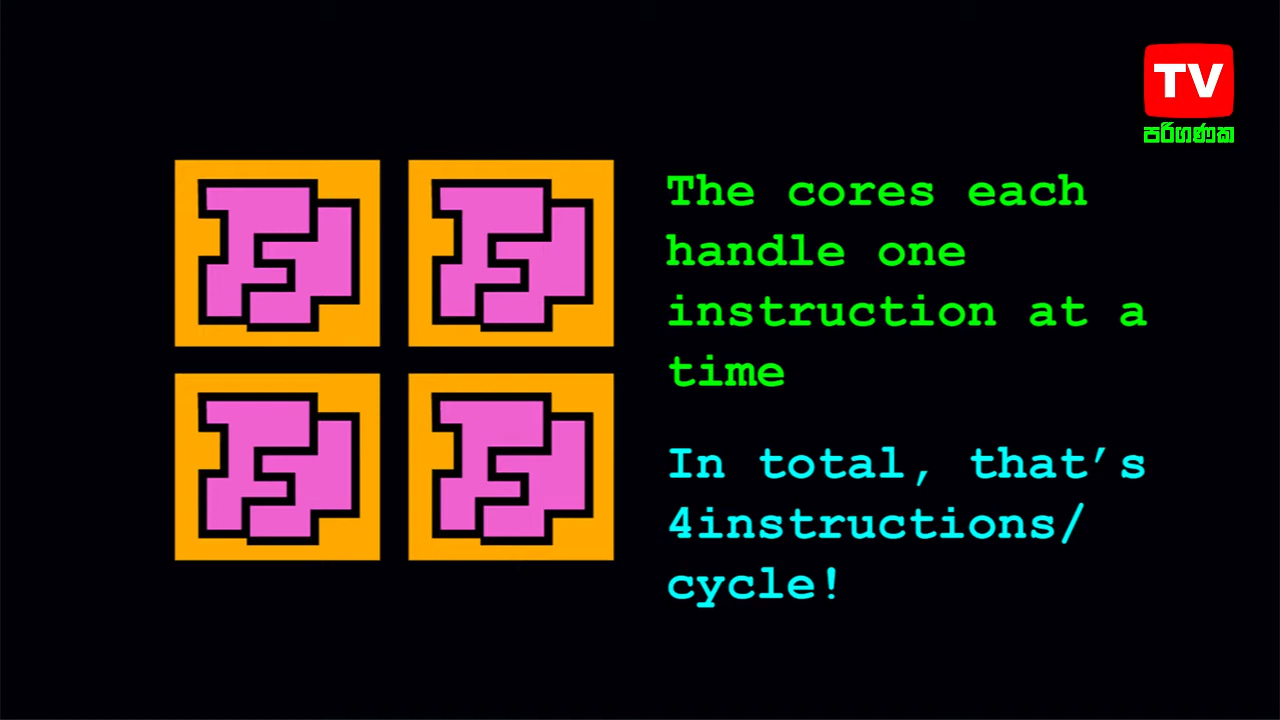 TV
පරිගණක
The cores each
handle one
instruction at a
time
In total, that’s
4instructions/
cycle!